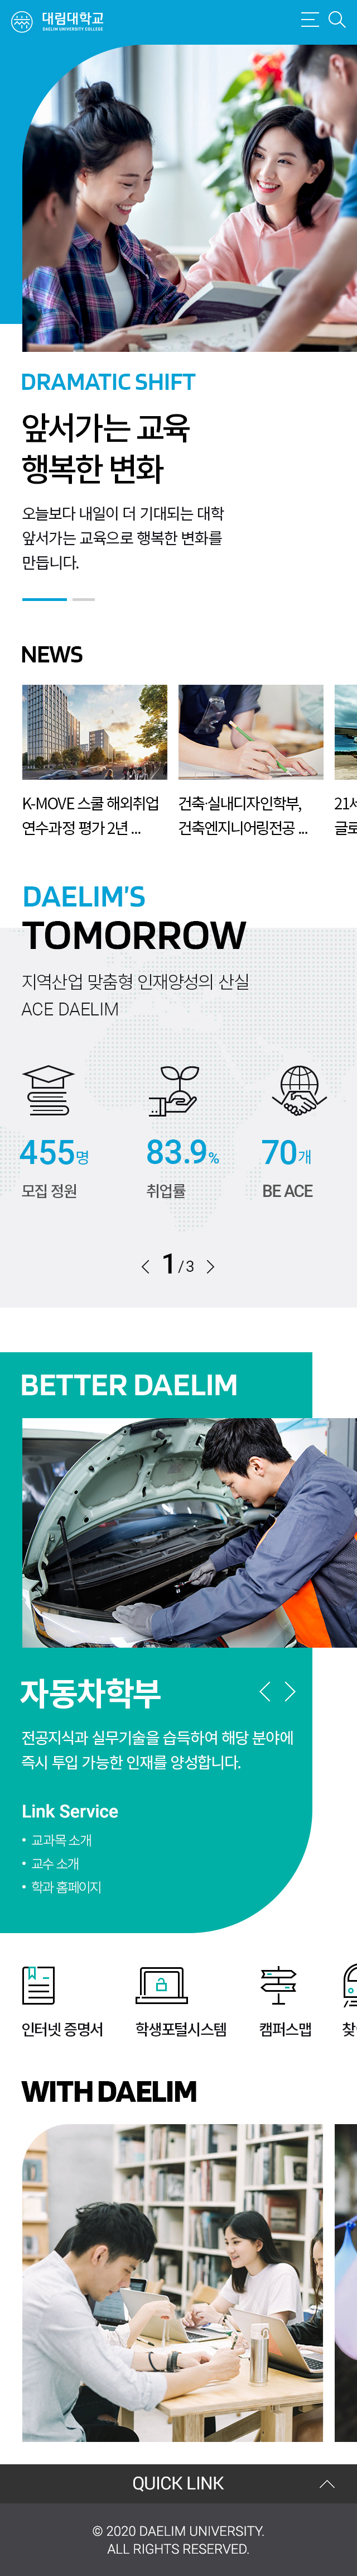 대림대학교
DAELIM UNIVERSITY COLLEGE
DRAMATIC SHIFT
앞서가는 교육
행복한 변화
오늘보다 내일이 더 기대되는 대학
앞서가는 교육으로 행복한 변화를
만듭니다.
NEWS
K-MOVE 스쿨 해외취업
연수과정 평가 2년 ...
건축·실내디자인학부,
건축엔지니어링전공 ...
21세
글로
DAELIM'S
TOMORROW
지역산업 맞춤형 인재양성의 산실
ACE DAELIM
455명
모집 정원
83.9%
취업률
70개
BE ACE
1/3
BETTER DAELIM
자동차학부
전공지식과 실무기술을 습득하여 해당 분야에
즉시 투입 가능한 인재를 양성합니다.
Link Service
• 교과목 소개
• 교수 소개
• 학과 홈페이지
인터넷 증명서
학생포털시스템
캠퍼스맵
WITH DAELIM
QUICK LINK
© 2020 DAELIM UNIVERSITY.
ALL RIGHTS RESERVED.